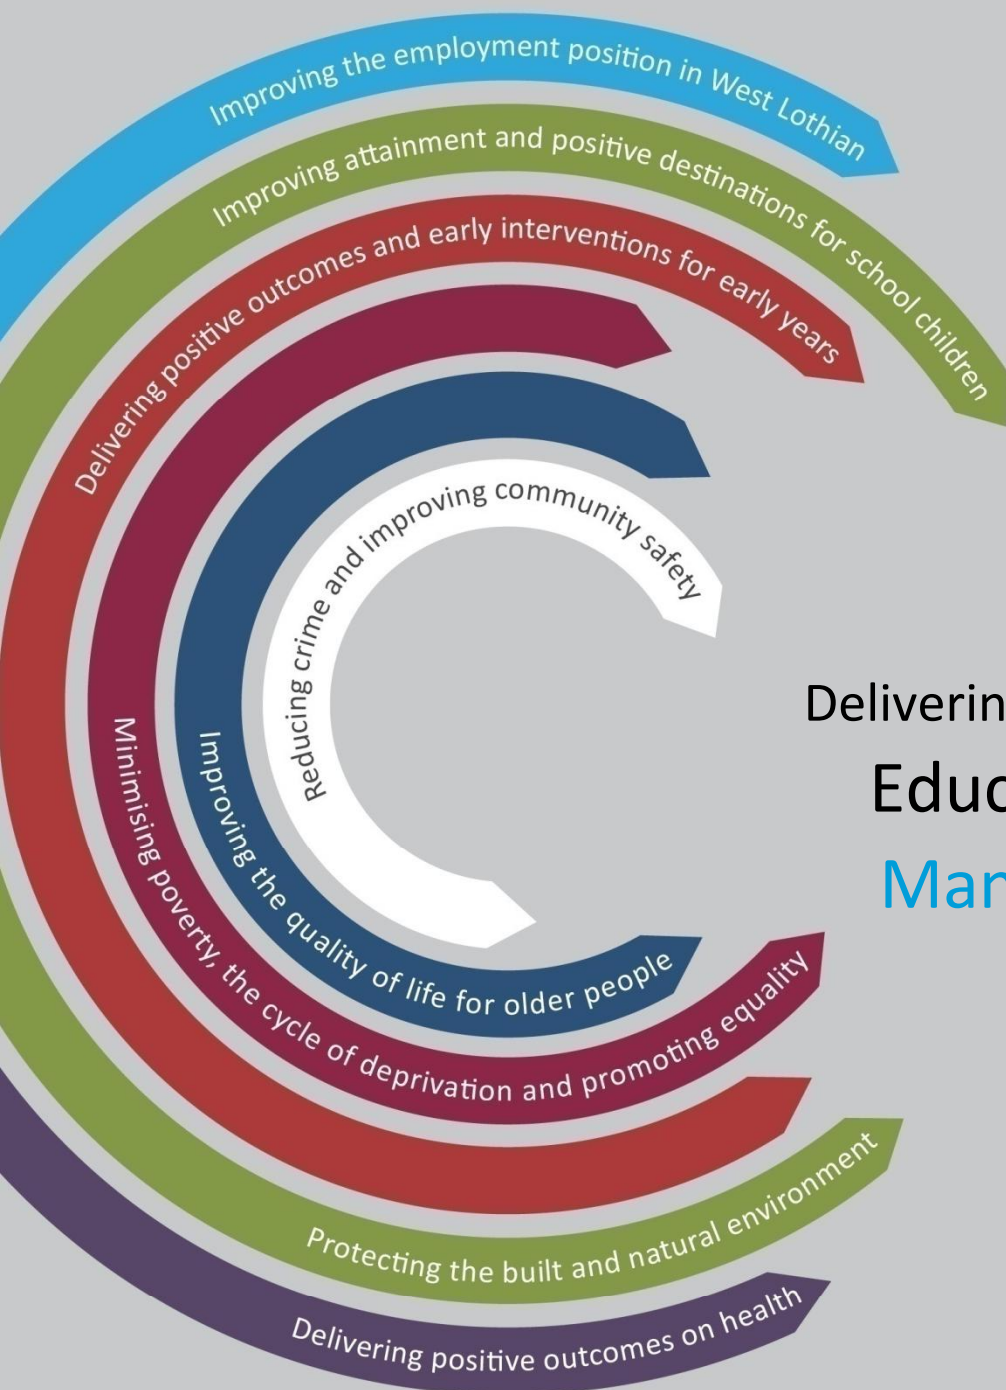 Improving the employment position in West Lothian
Improving attainment and positive destinations for school children
Delivering positive outcomes and early interventions for early years
Reducing crime and improving community safety
Improving the quality of life for older people
Minimising poverty, the cycle of deprivation and promoting equality
Protecting the built and natural environment
Delivering positive outcomes on health
Deliverin
Educ
Man